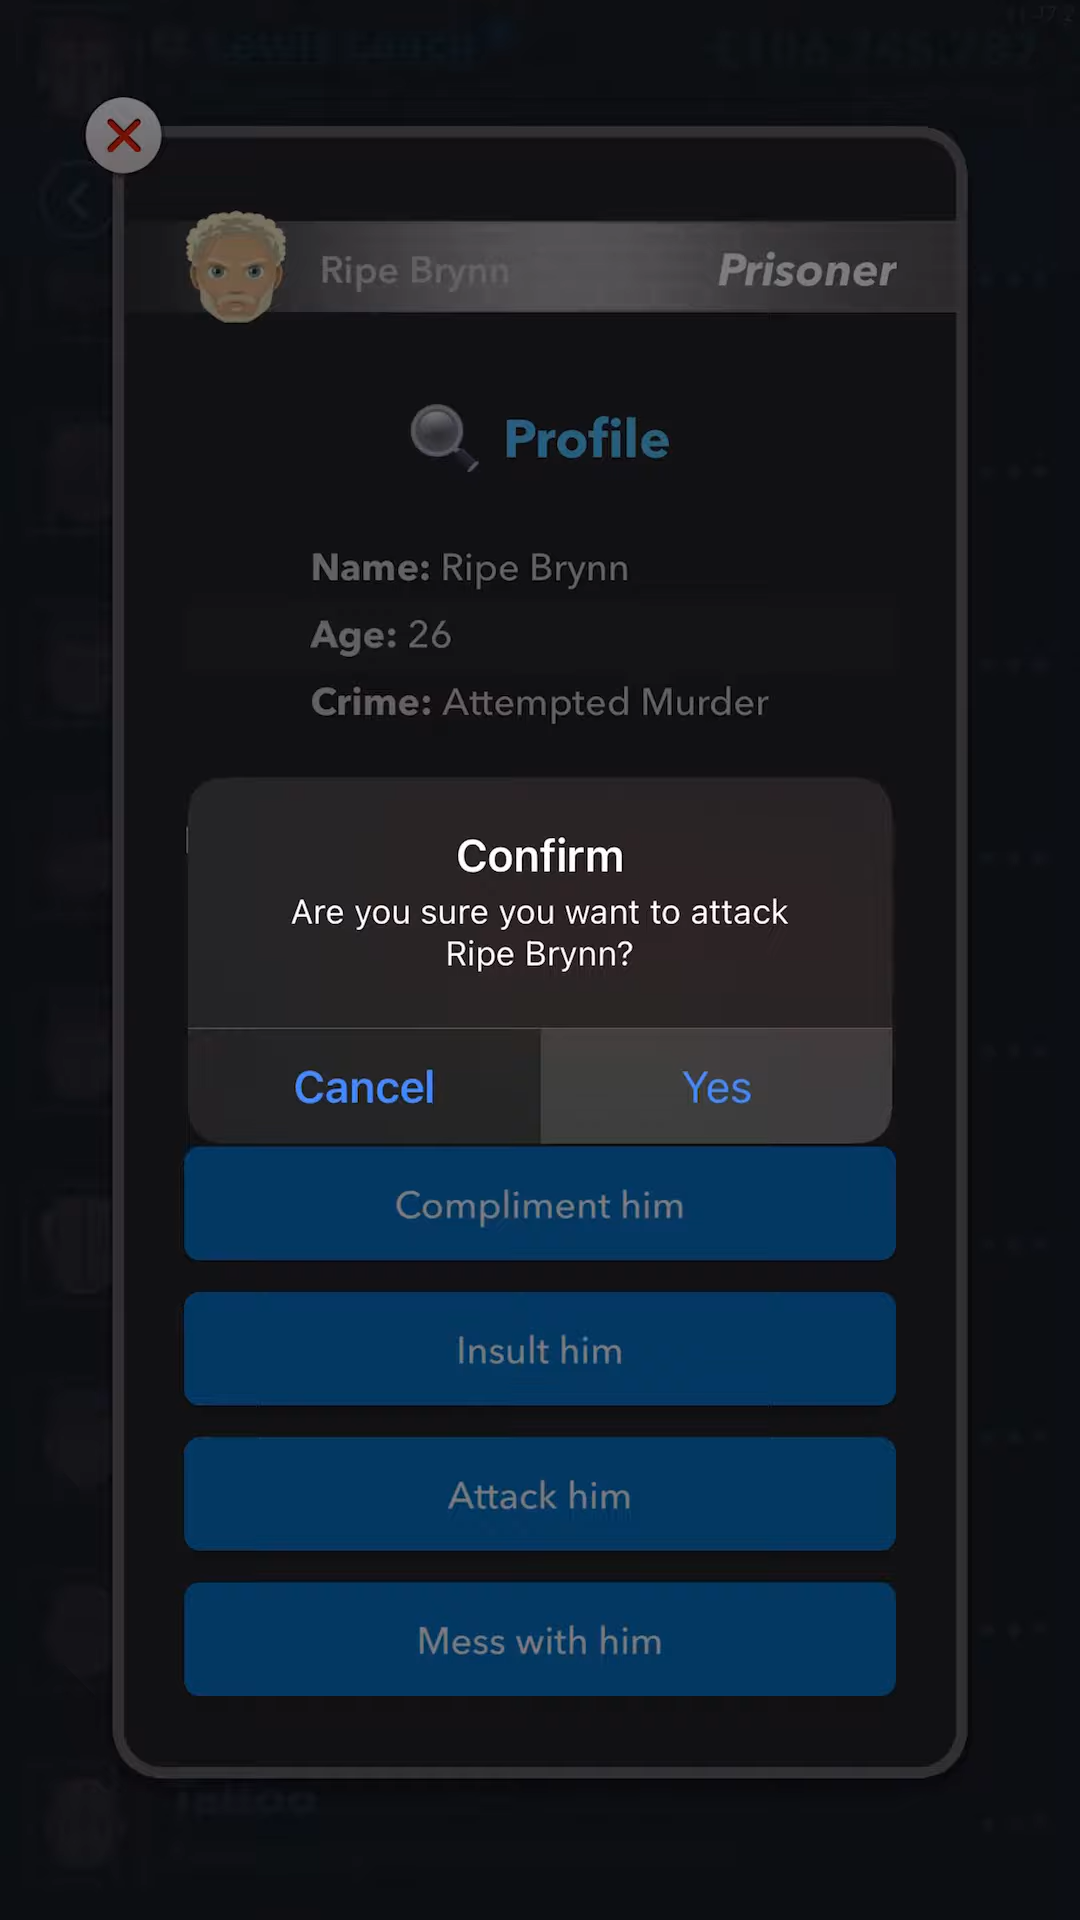 Ripe Brynn
Prisoner
Profile
Name: Ripe Brynn
Age: 26
Crime: Attempted Murder
Confirm
Are you sure you want to attack
Ripe Brynn?
Cancel
Yes
Compliment him
Insult him
Attack him
Mess with him